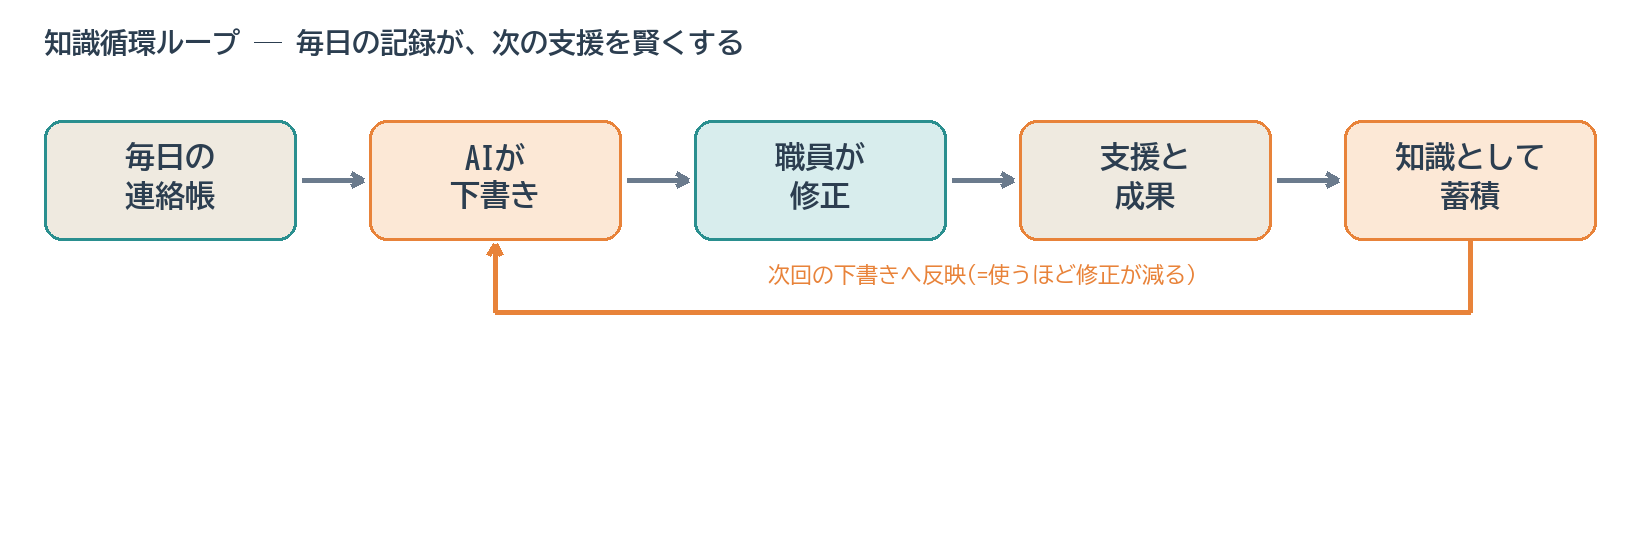 知識循環ループ — 毎日の記録が、次の支援を賢くする
毎日の
連絡帳
AIが
下書き
職員が
修正
支援と
成果
知識として
蓄積
次回の下書きへ反映(=使うほど修正が減る)